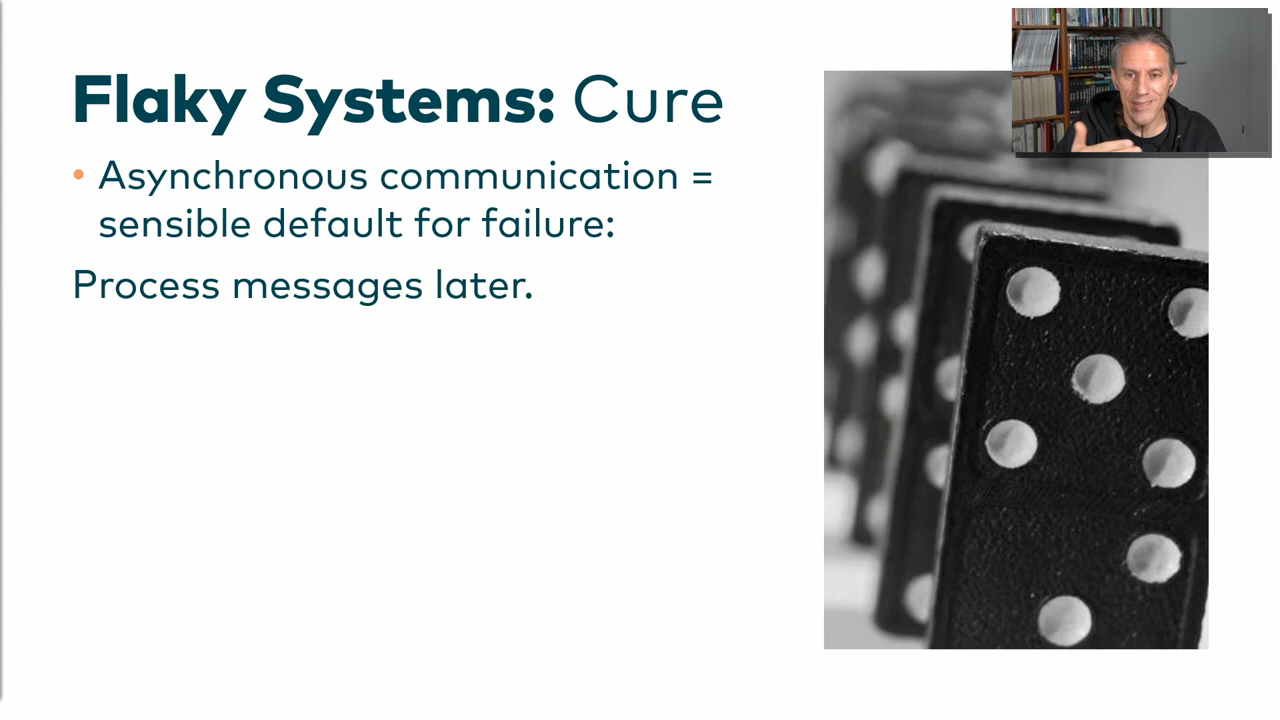 Flaky Systems: Cure
• Asynchronous communication =
sensible default for failure:
Process messages later.